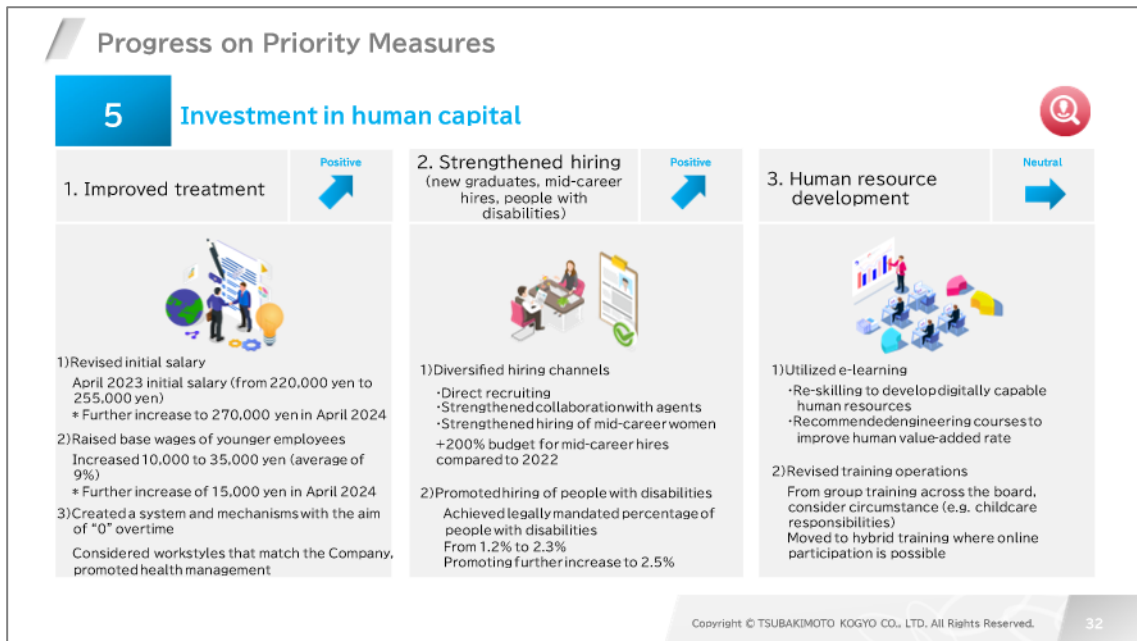 Progress on Priority Measures
5
Investment in human capital
1. Improved treatment
Positive
1)Revised initial salary
April 2023 initial salary (from 220,000 yen to
255,000 yen)
* Further increase to 270,000 yen in April 2024
2)Raised base wages of younger employees
Increased 10,000 to 35,000 yen (average of
9%)
* Further increase of 15,000 yen in April 2024
3)Created a system and mechanisms with the aim
of "0" overtime
Considered workstyles that match the Company,
promoted health management
2. Strengthened hiring
(new graduates, mid-career
hires, people with
disabilities)
Positive
1)Diversified hiring channels
・Direct recruiting
・Strengthened collaboration with agents
・Strengthened hiring of mid-career women
+200% budget for mid-career hires
compared to 2022
2)Promoted hiring of people with disabilities
Achieved legally mandated percentage of
people with disabilities
From 1.2% to 2.3%
Promoting further increase to 2.5%
3. Human resource
development
Neutral
1)Utilized e-learning
・Re-skilling to develop digitally capable
human resources
・Recommended engineering courses to
improve human value-added rate
2)Revised training operations
From group training across the board,
consider circumstance (e.g. childcare
responsibilities)
Moved to hybrid training where online
participation is possible
Copyright © TSUBAKIMOTO KOGYO CO., LTD. All Rights Reserved.
32